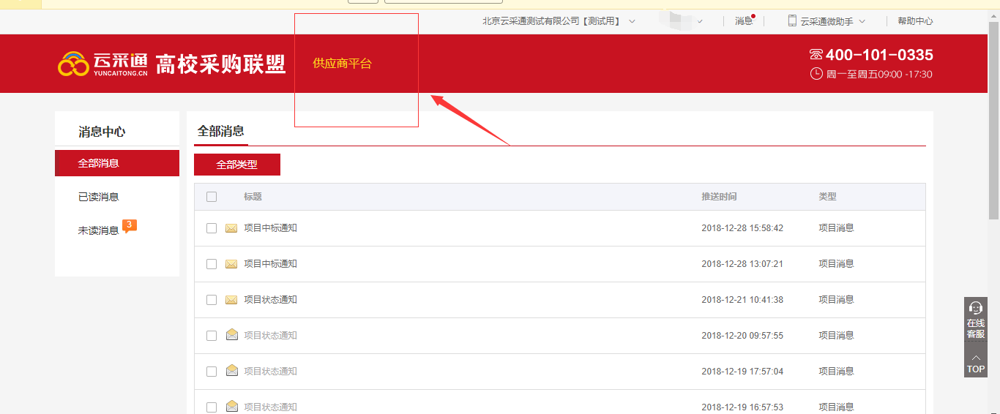 北京云采通测试有限公司【测试用】
消息
云采通微助手
帮助中心
云采通
YUNCAITONG.CN
高校采购联盟
供应商平台
400-101-0335
周一至周五09:00 -17:30
消息中心
全部消息
已读消息
未读消息 3
全部消息
全部类型
标题 推送时间 类型
项目中标通知 2018-12-28 15:58:42 项目消息
项目中标通知 2018-12-28 13:07:21 项目消息
项目状态通知 2018-12-21 10:41:38 项目消息
项目状态通知 2018-12-20 09:57:55 项目消息
项目状态通知 2018-12-19 17:57:04 项目消息
项目状态通知 2018-12-19 16:57:53 项目消息
在线
客服
TOP